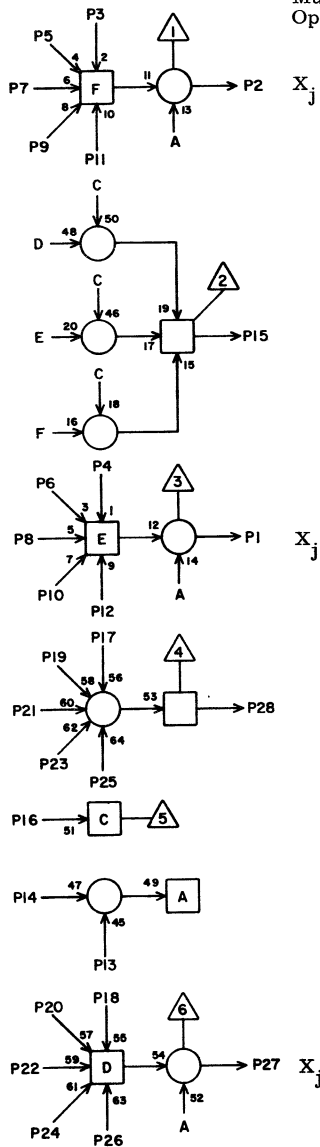 Op
P3
1
P5
4 2
P7 6 F 11 P2 Xj
8 10 13
P9
P11 A
C
50
D 48
C
2
46
19
E 20 17 P15
15
C
18
F 16
P4
P6 3
3 1
P8 5 E 12 P1 Xj
7 9 14
P10
P12 A
P17
P19 4
58 56
P21 60 53 P28
62 64
P23
P25
P16 C 5
51
P14 47 49 A
45
P13
P18
P20 6
57 55
P22 59 D 54 P27 Xj
61 63 52
P24
P26 A